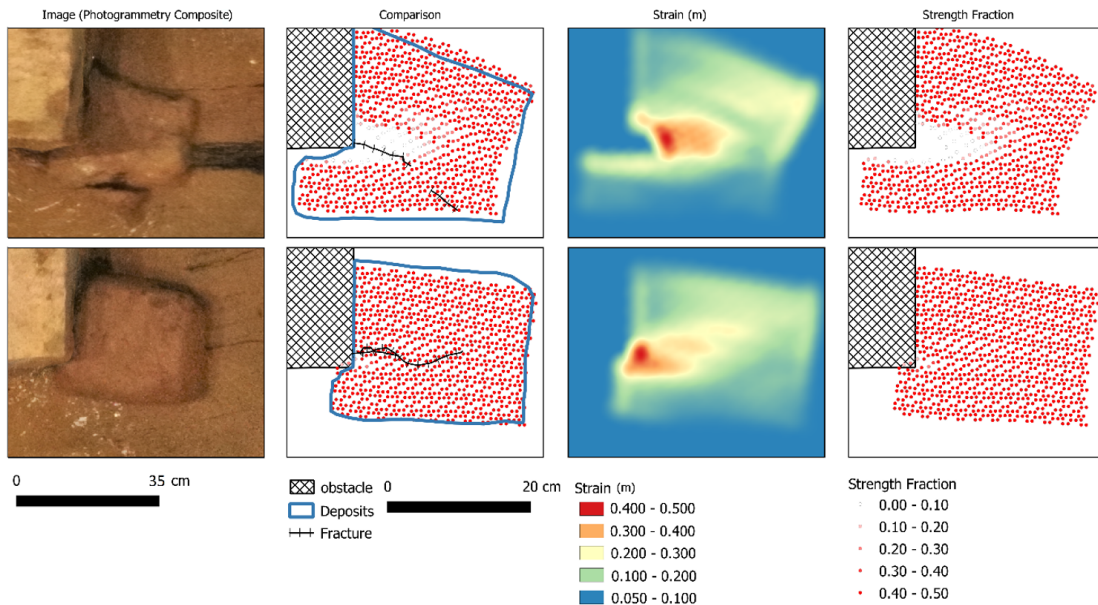 Image (Photogrammetry Composite) Comparison Strain (m) Strength Fraction
0 35 cm
obstacle
Deposits
Fracture
0 20 cm
Strain (m)
0.400 - 0.500
0.300 - 0.400
0.200 - 0.300
0.100 - 0.200
0.050 - 0.100
Strength Fraction
0.00 - 0.10
0.10 - 0.20
0.20 - 0.30
0.30 - 0.40
0.40 - 0.50